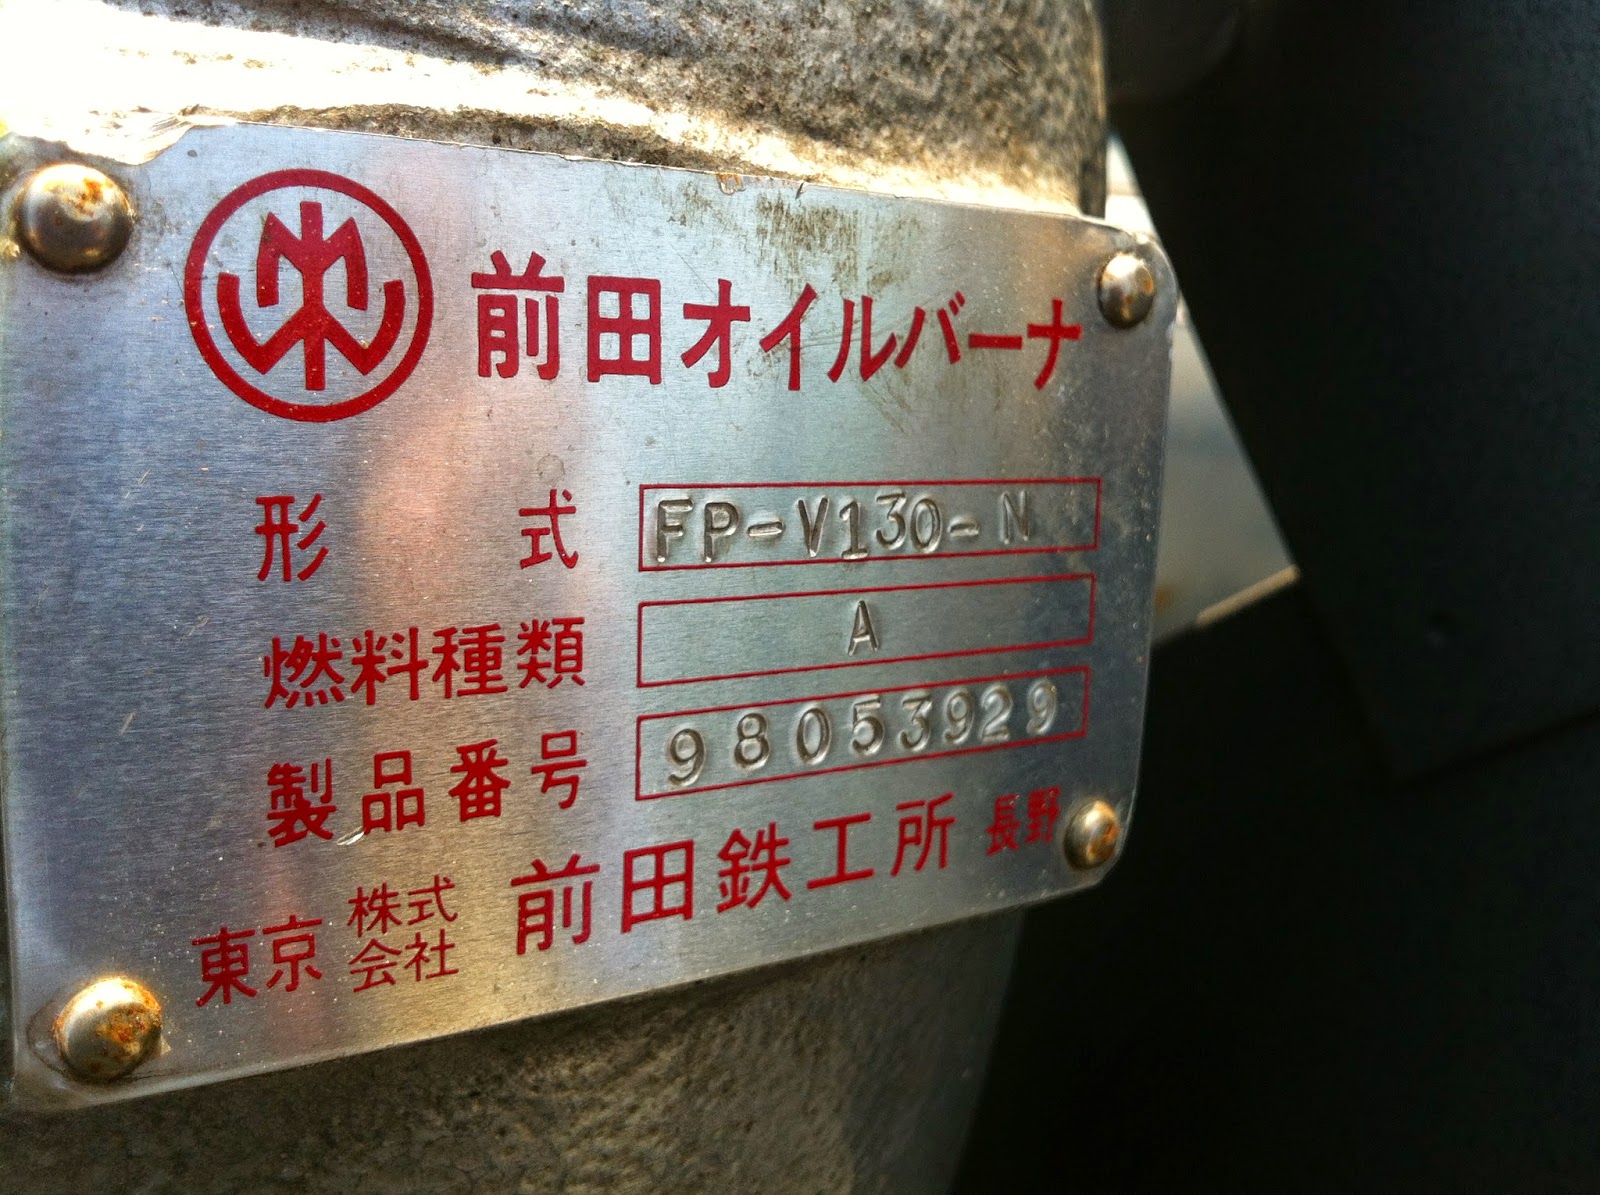 前田オイルバーナ
形式 FP-V130-N
燃料種類 A
製品番号 98053929
東京 株式会社 前田鉄工所 長野